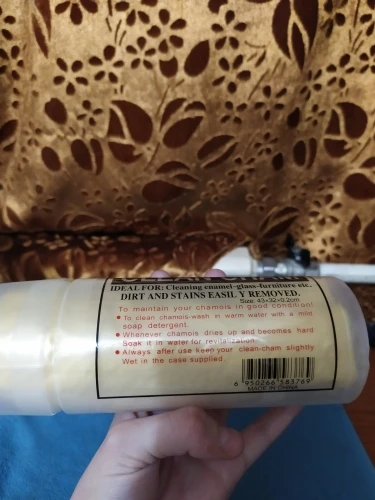 CLEAN CHAM
IDEAL FOR: Cleaning enamel-glass-furniture etc.
DIRT AND STAINS EASIL Y REMOVED.
Size: 43×32×0.2cm
To maintain your chamois in good condition!
● To clean chamois-wash in warm water with a mild
soap detergent.
● Whenever chamois dries up and becomes hard
Soak it in water for revitalization.
● Always after use keep your clean-cham slightly
Wet in the case supplied.
6 950266 583769
MADE IN CHINA